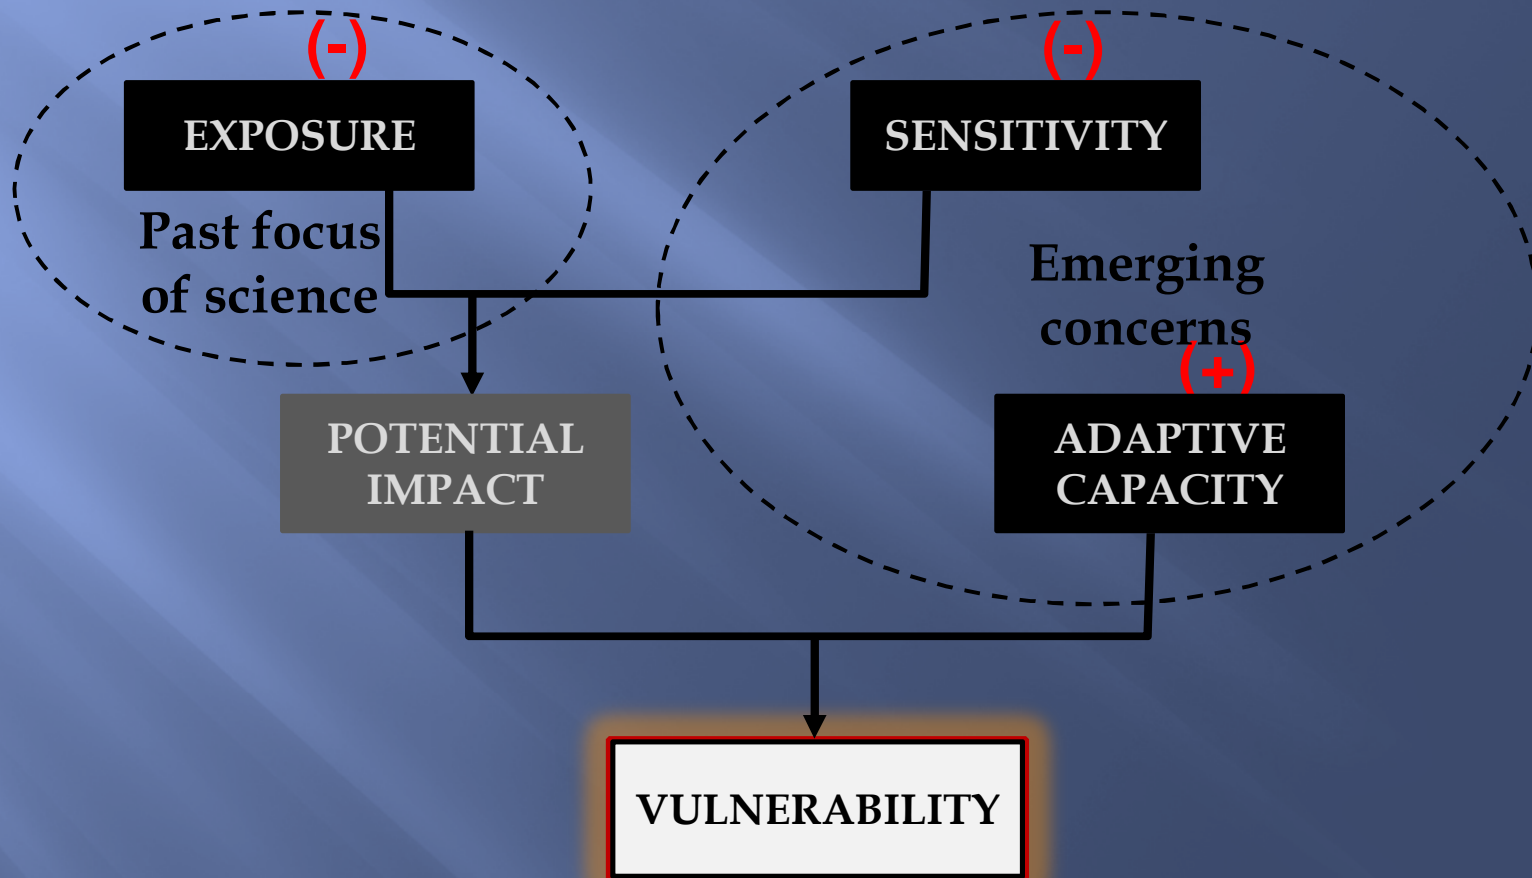 (-)
(-)
EXPOSURE
SENSITIVITY
Past focus
of science
Emerging
concerns
(+)
POTENTIAL
IMPACT
ADAPTIVE
CAPACITY
VULNERABILITY